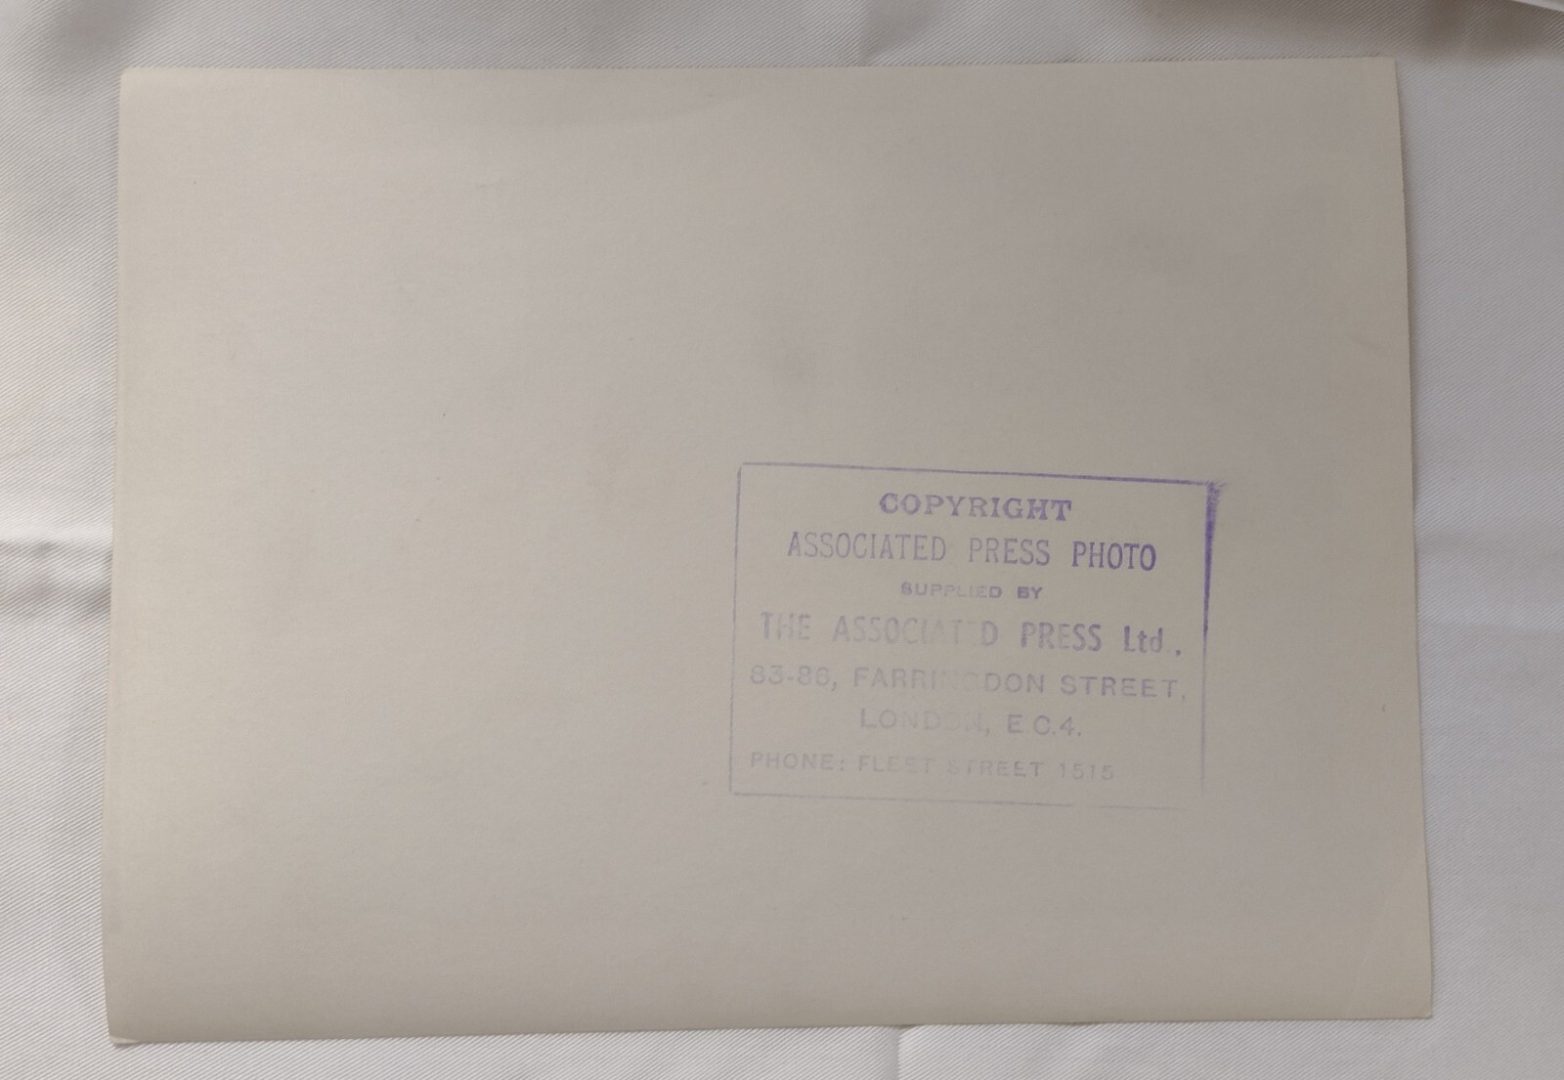 COPYRIGHT
ASSOCIATED PRESS PHOTO
SUPPLIED BY
THE ASSOCIATED PRESS Ltd.,
83-86, FARRINGDON STREET,
LONDON, E.C.4.
PHONE: FLEET STREET 1515